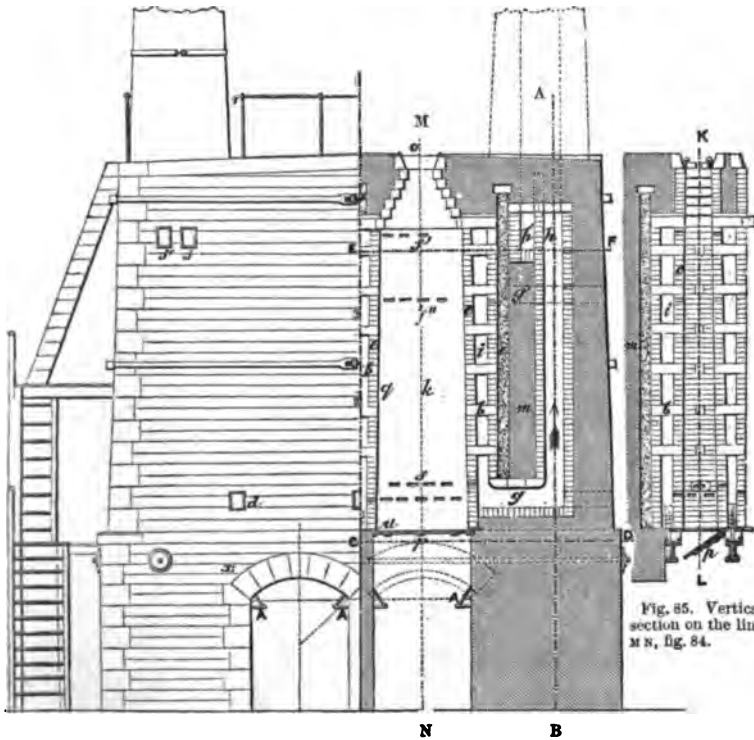 A
M
K
o
r
h h
E
F
f'
f
f'
g'
f''
S
e
e
e
i
i
b
q
k
b
m
m
b
s
d
g
u
C
p
D
p
x
L
A
A
A
Fig. 85. Vertica
section on the lin
M N, fig. 84.
N
B